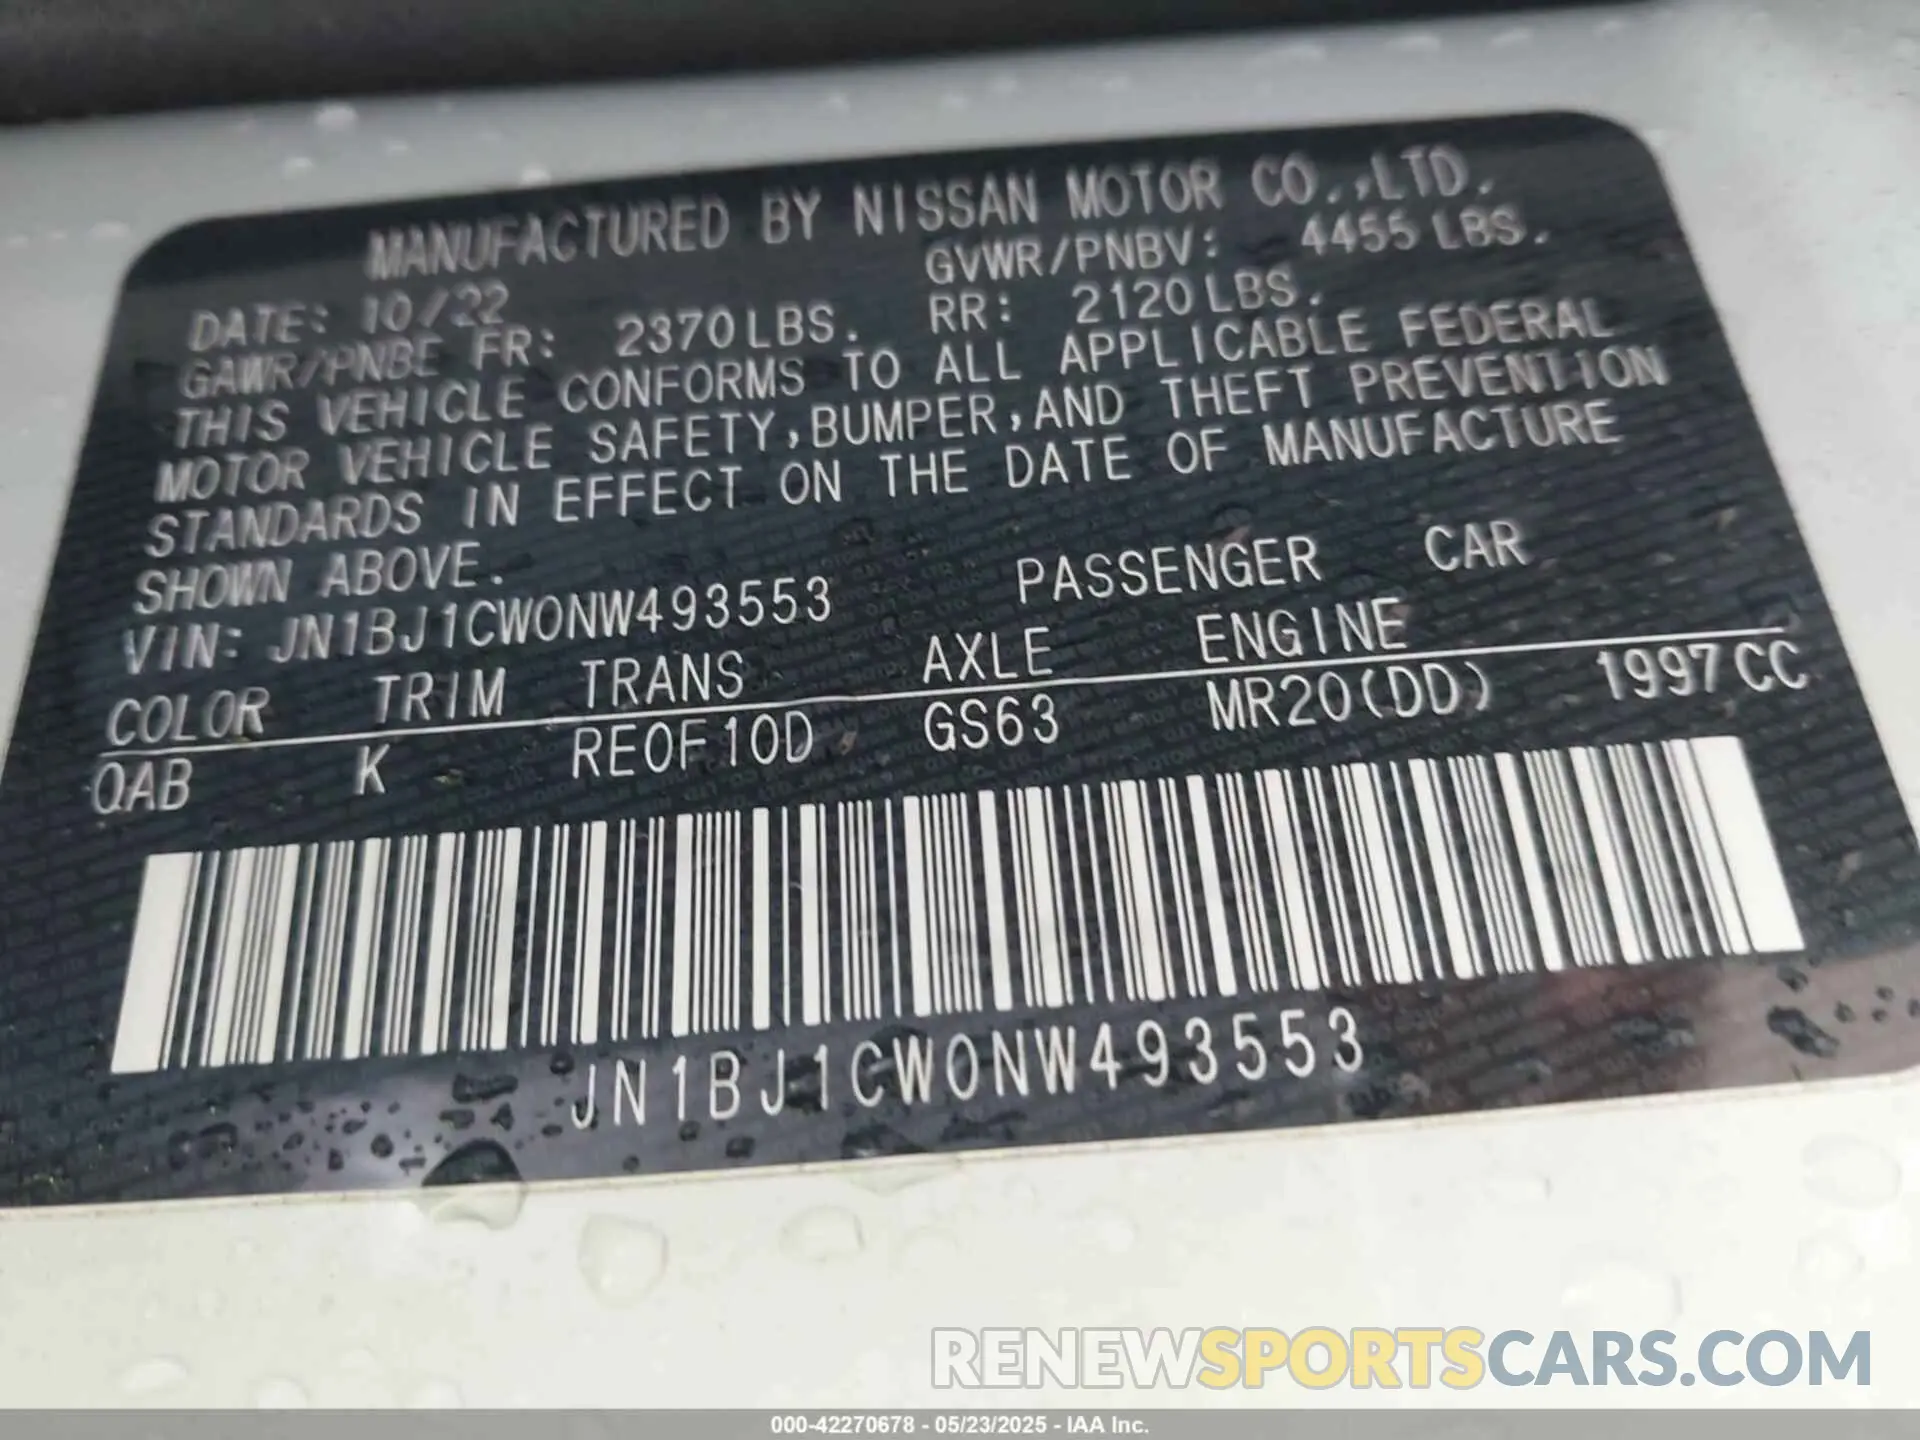 MANUFACTURED BY NISSAN MOTOR CO.,LTD.
DATE: 10/22 GVWR/PNBV: 4455 LBS.
GAWR/PNBE FR: 2370 LBS. RR: 2120 LBS.
THIS VEHICLE CONFORMS TO ALL APPLICABLE FEDERAL
MOTOR VEHICLE SAFETY,BUMPER,AND THEFT PREVENTION
STANDARDS IN EFFECT ON THE DATE OF MANUFACTURE
SHOWN ABOVE.
VIN: JN1BJ1CW0NW493553 PASSENGER CAR
COLOR TRIM TRANS AXLE ENGINE
QAB K RE0F10D GS63 MR20(DD) 1997 CC
JN1BJ1CW0NW493553
RENEWSPORTSCARS.COM
000-42270678 - 05/23/2025 - IAA Inc.